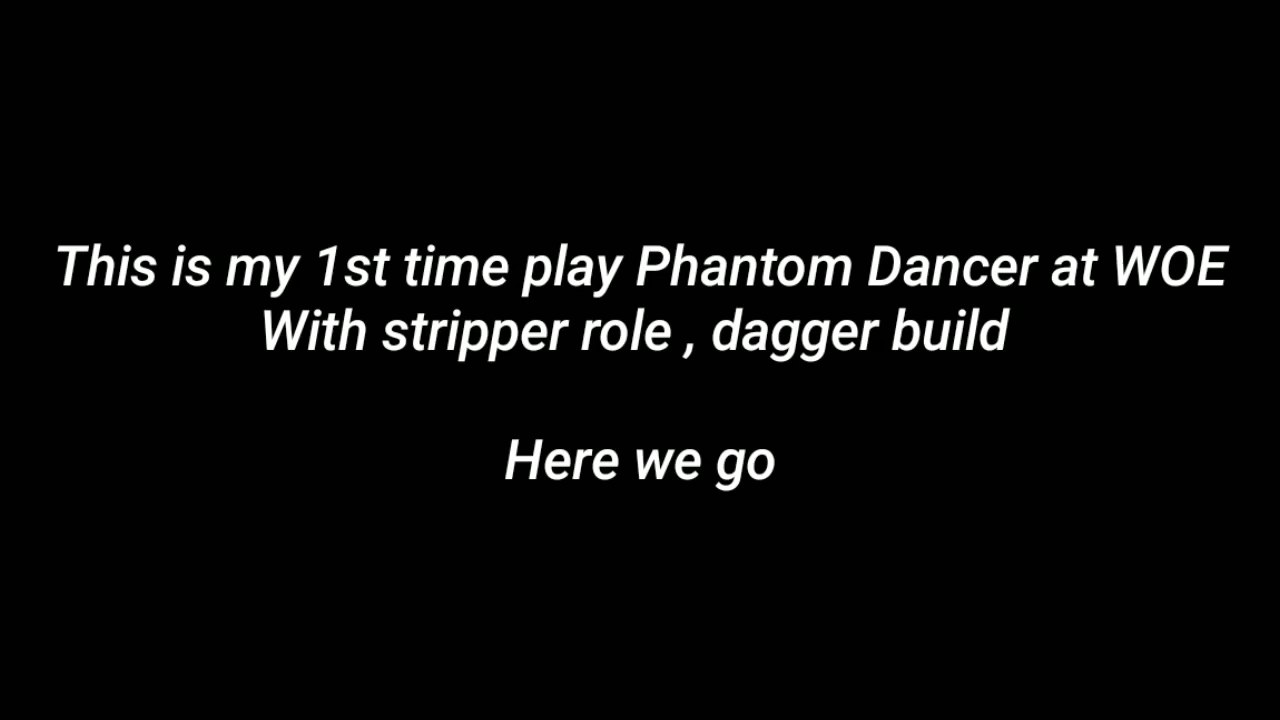 This is my 1st time play Phantom Dancer at WOE
With stripper role , dagger build
Here we go